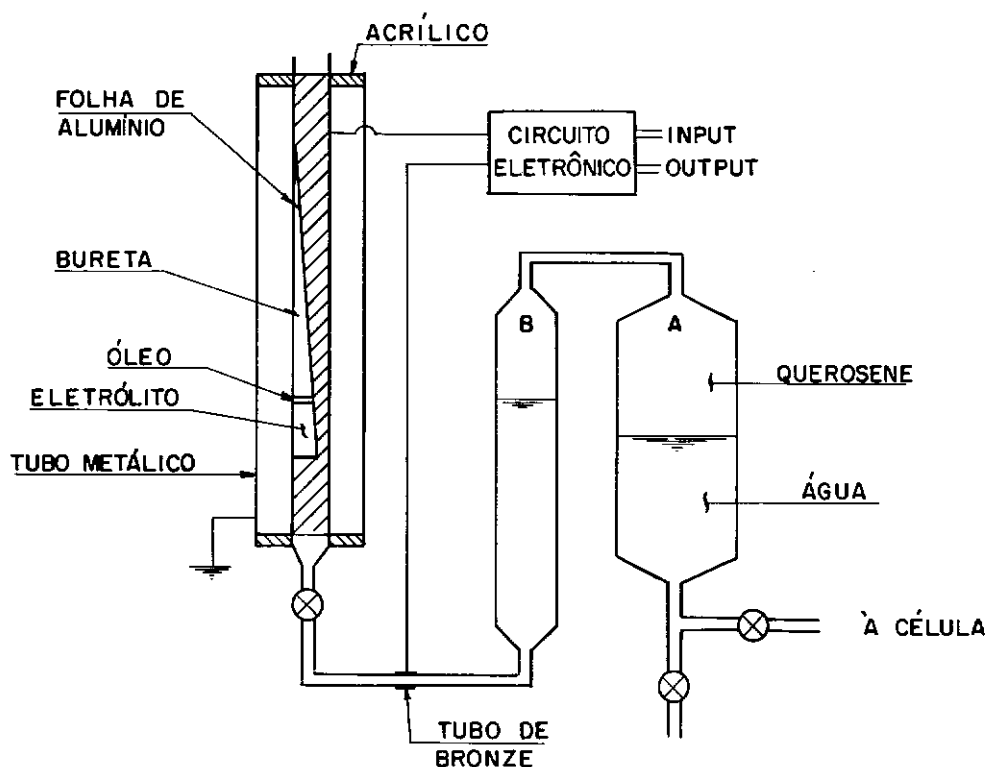 ACRÍLICO
FOLHA DE
ALUMÍNIO
CIRCUITO
ELETRÔNICO
INPUT
OUTPUT
BURETA
B
A
ÓLEO
QUEROSENE
ELETRÓLITO
TUBO METÁLICO
ÁGUA
`A CÉLULA
TUBO DE
BRONZE